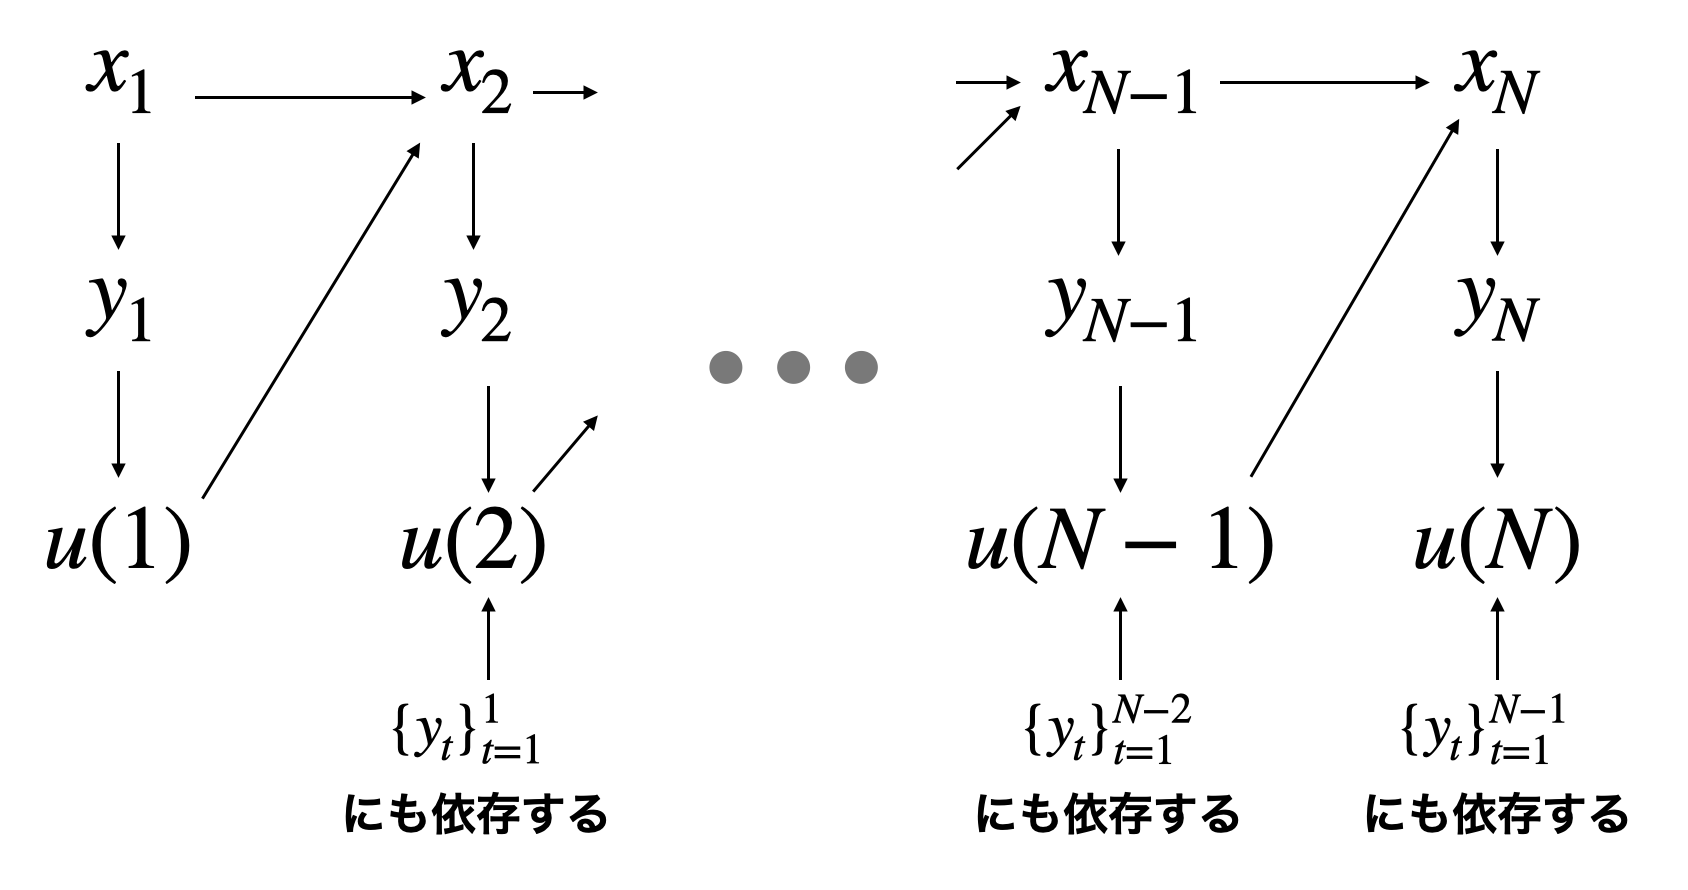 x_1 x_2 x_{N-1} x_N
y_1 y_2 y_{N-1} y_N
u(1) u(2) u(N-1) u(N)
{y_t}_{t=1}^{1} {y_t}_{t=1}^{N-2} {y_t}_{t=1}^{N-1}
にも依存する にも依存する にも依存する